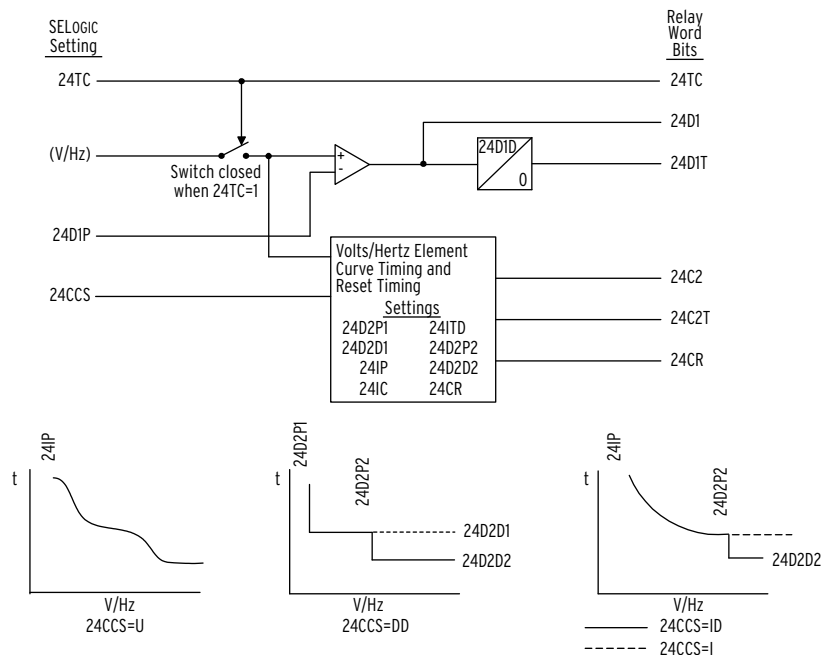 SELOGIC
Setting
Relay
Word
Bits
24TC
24TC
24D1
(V/Hz)
Switch closed
when 24TC=1
+
-
24D1D
0
24D1T
24D1P
Volts/Hertz Element
Curve Timing and
Reset Timing
Settings
24D2P1 24ITD
24D2D1 24D2P2
24IP 24D2D2
24IC 24CR
24CCS
24C2
24C2T
24CR
24IP
t
V/Hz
24CCS=U
24D2P1
24D2P2
t
24D2D1
24D2D2
V/Hz
24CCS=DD
24IP
24D2P2
t
24D2D2
V/Hz
24CCS=ID
24CCS=I